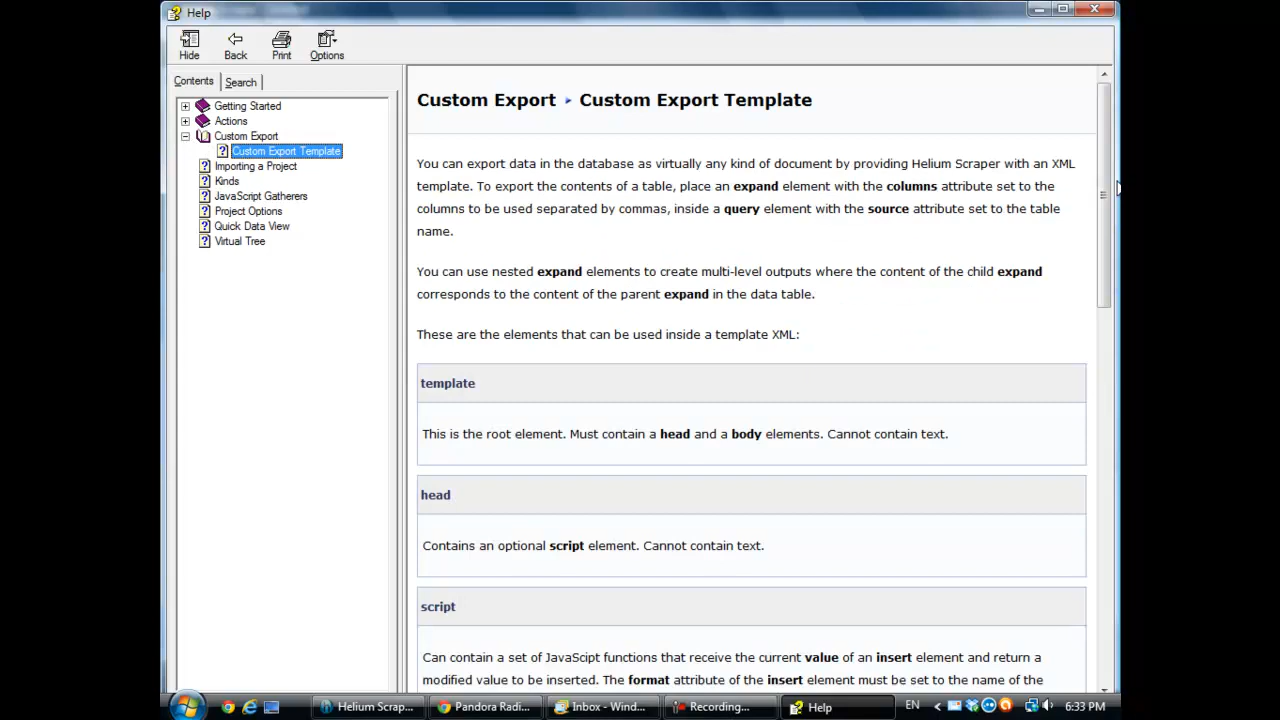 Help
Hide
Back
Print
Options
Contents
Search
Getting Started
Actions
Custom Export
Custom Export Template
Importing a Project
Kinds
JavaScript Gatherers
Project Options
Quick Data View
Virtual Tree
Custom Export ▸ Custom Export Template
You can export data in the database as virtually any kind of document by providing Helium Scraper with an XML
template. To export the contents of a table, place an expand element with the columns attribute set to the
columns to be used separated by commas, inside a query element with the source attribute set to the table
name.
You can use nested expand elements to create multi-level outputs where the content of the child expand
corresponds to the content of the parent expand in the data table.
These are the elements that can be used inside a template XML:
template
This is the root element. Must contain a head and a body elements. Cannot contain text.
head
Contains an optional script element. Cannot contain text.
script
Can contain a set of JavaScipt functions that receive the current value of an insert element and return a
modified value to be inserted. The format attribute of the insert element must be set to the name of the
Helium Scrap...
Pandora Radi...
Inbox - Wind...
Recording...
Help
EN
6:33 PM